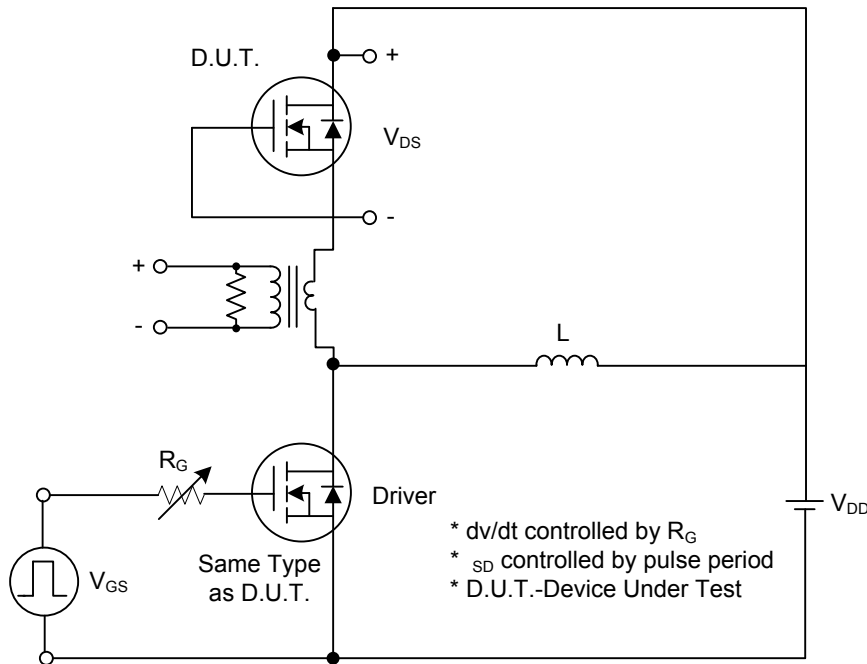 D.U.T.
+
V_DS
-
+
-
L
R_G
Driver
V_DD
V_GS
Same Type
as D.U.T.
* dv/dt controlled by R_G
* _SD controlled by pulse period
* D.U.T.-Device Under Test